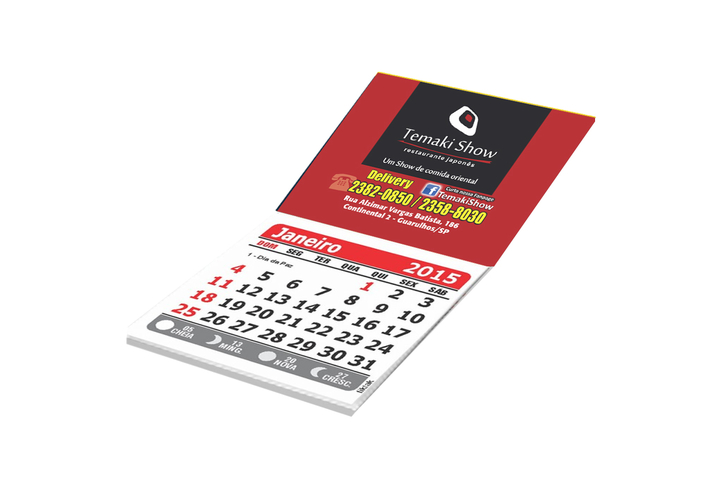 Temaki Show
restaurante japonês
Um Show de comida oriental
Delivery
Curta nossa Fanpage
2382-0850 / 2358-8030
TemakiShow
Rua Alzimar Vargas Batista, 186
Continental 2 - Guarulhos/SP
Janeiro 2015
DOM SEG TER QUA QUI SEX SAB
1 - Dia da Paz
1 2 3
4 5 6 7 8 9 10
11 12 13 14 15 16 17
18 19 20 21 22 23 24
25 26 27 28 29 30 31
05 CHEIA
13 MING.
20 NOVA
27 CRESC.